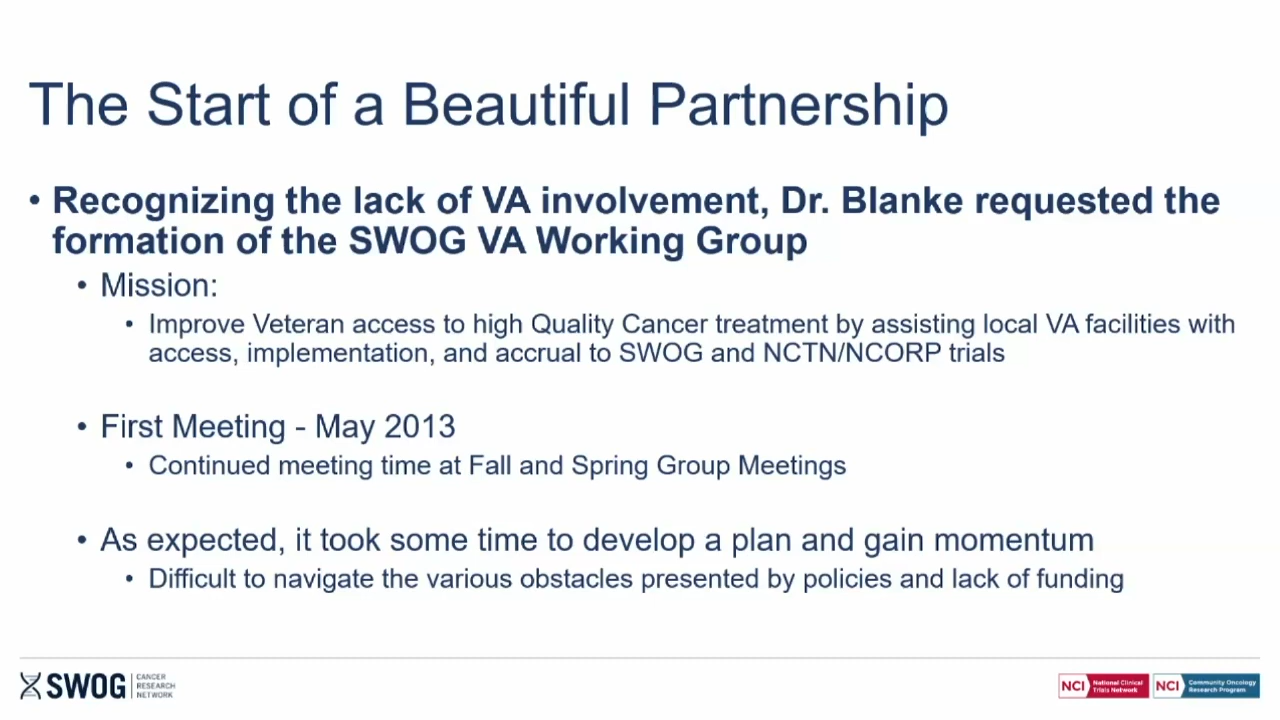 The Start of a Beautiful Partnership
• Recognizing the lack of VA involvement, Dr. Blanke requested the
formation of the SWOG VA Working Group
• Mission:
• Improve Veteran access to high Quality Cancer treatment by assisting local VA facilities with
access, implementation, and accrual to SWOG and NCTN/NCORP trials
• First Meeting - May 2013
• Continued meeting time at Fall and Spring Group Meetings
• As expected, it took some time to develop a plan and gain momentum
• Difficult to navigate the various obstacles presented by policies and lack of funding
SWOG
CANCER
RESEARCH
NETWORK
NCI
National Clinical
Trials Network
NCI
Community Oncology
Research Program